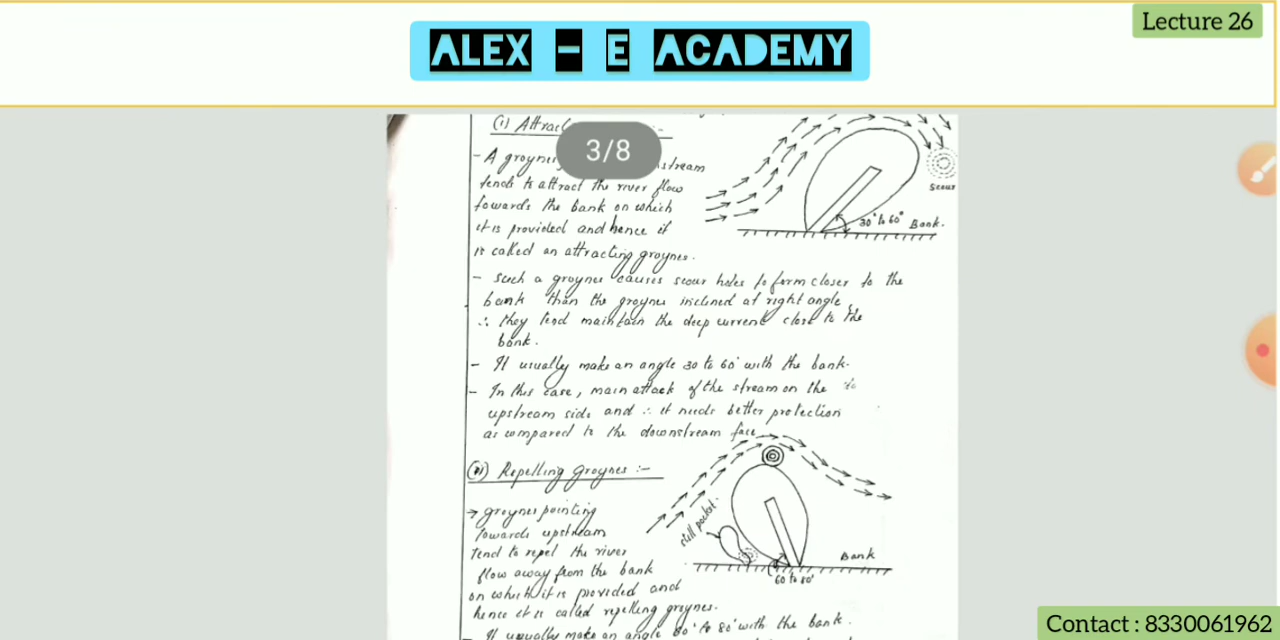 Lecture 26
ALEX - E ACADEMY
(i) Attrac
3/8
- A groyne stream
tends to attract the river flow
towards the bank on which
it is provided and hence it
is called an attracting groynes.
30° to 60° Bank.
Scour
- Such a groynes causes scour holes to form closer to the
bank than the groynes inclined at right angle,
∴ they tend maintain the deep current close to the
bank.
- It usually make an angle 30 to 60° with the bank.
- In this case, main attack of the stream on the
upstream side and ∴ it needs better protection
as compared to the downstream face
Repelling Groynes :-
→ groynes pointing
towards upstream
tend to repel the river
flow away from the bank
on which it is provided and
hence it is called repelling groynes.
still pocket.
Bank
60 to 80°
It usually make an angle 60° to 80° with the bank.
Contact : 8330061962